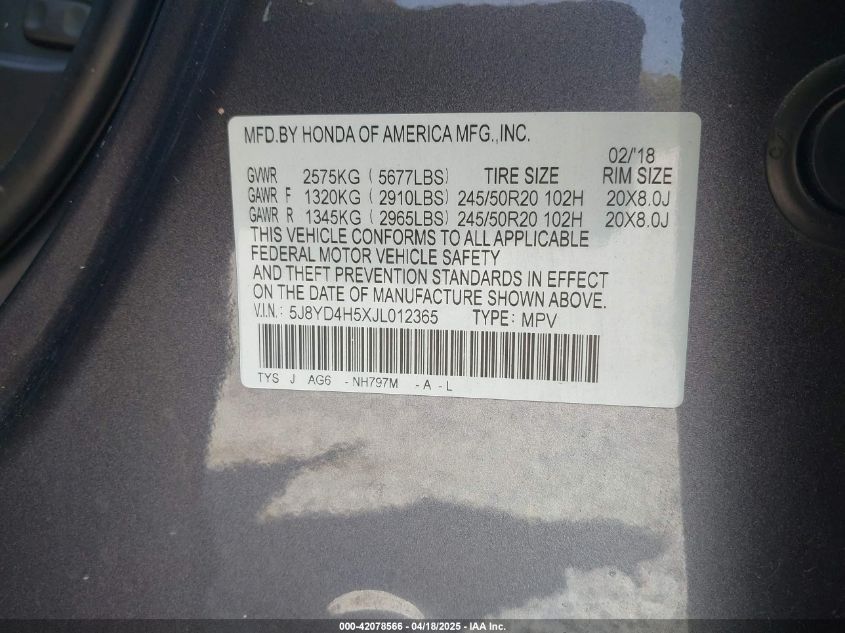 MFD.BY HONDA OF AMERICA MFG.,INC.
02/'18
GVWR 2575KG ( 5677LBS) TIRE SIZE RIM SIZE
GAWR F 1320KG ( 2910LBS) 245/50R20 102H 20X8.0J
GAWR R 1345KG ( 2965LBS) 245/50R20 102H 20X8.0J
THIS VEHICLE CONFORMS TO ALL APPLICABLE
FEDERAL MOTOR VEHICLE SAFETY
AND THEFT PREVENTION STANDARDS IN EFFECT
ON THE DATE OF MANUFACTURE SHOWN ABOVE.
V.I.N.: 5J8YD4H5XJL012365 TYPE: MPV
TYS J AG6 -NH797M -A -L
000-42078566 - 04/18/2025 - IAA Inc.